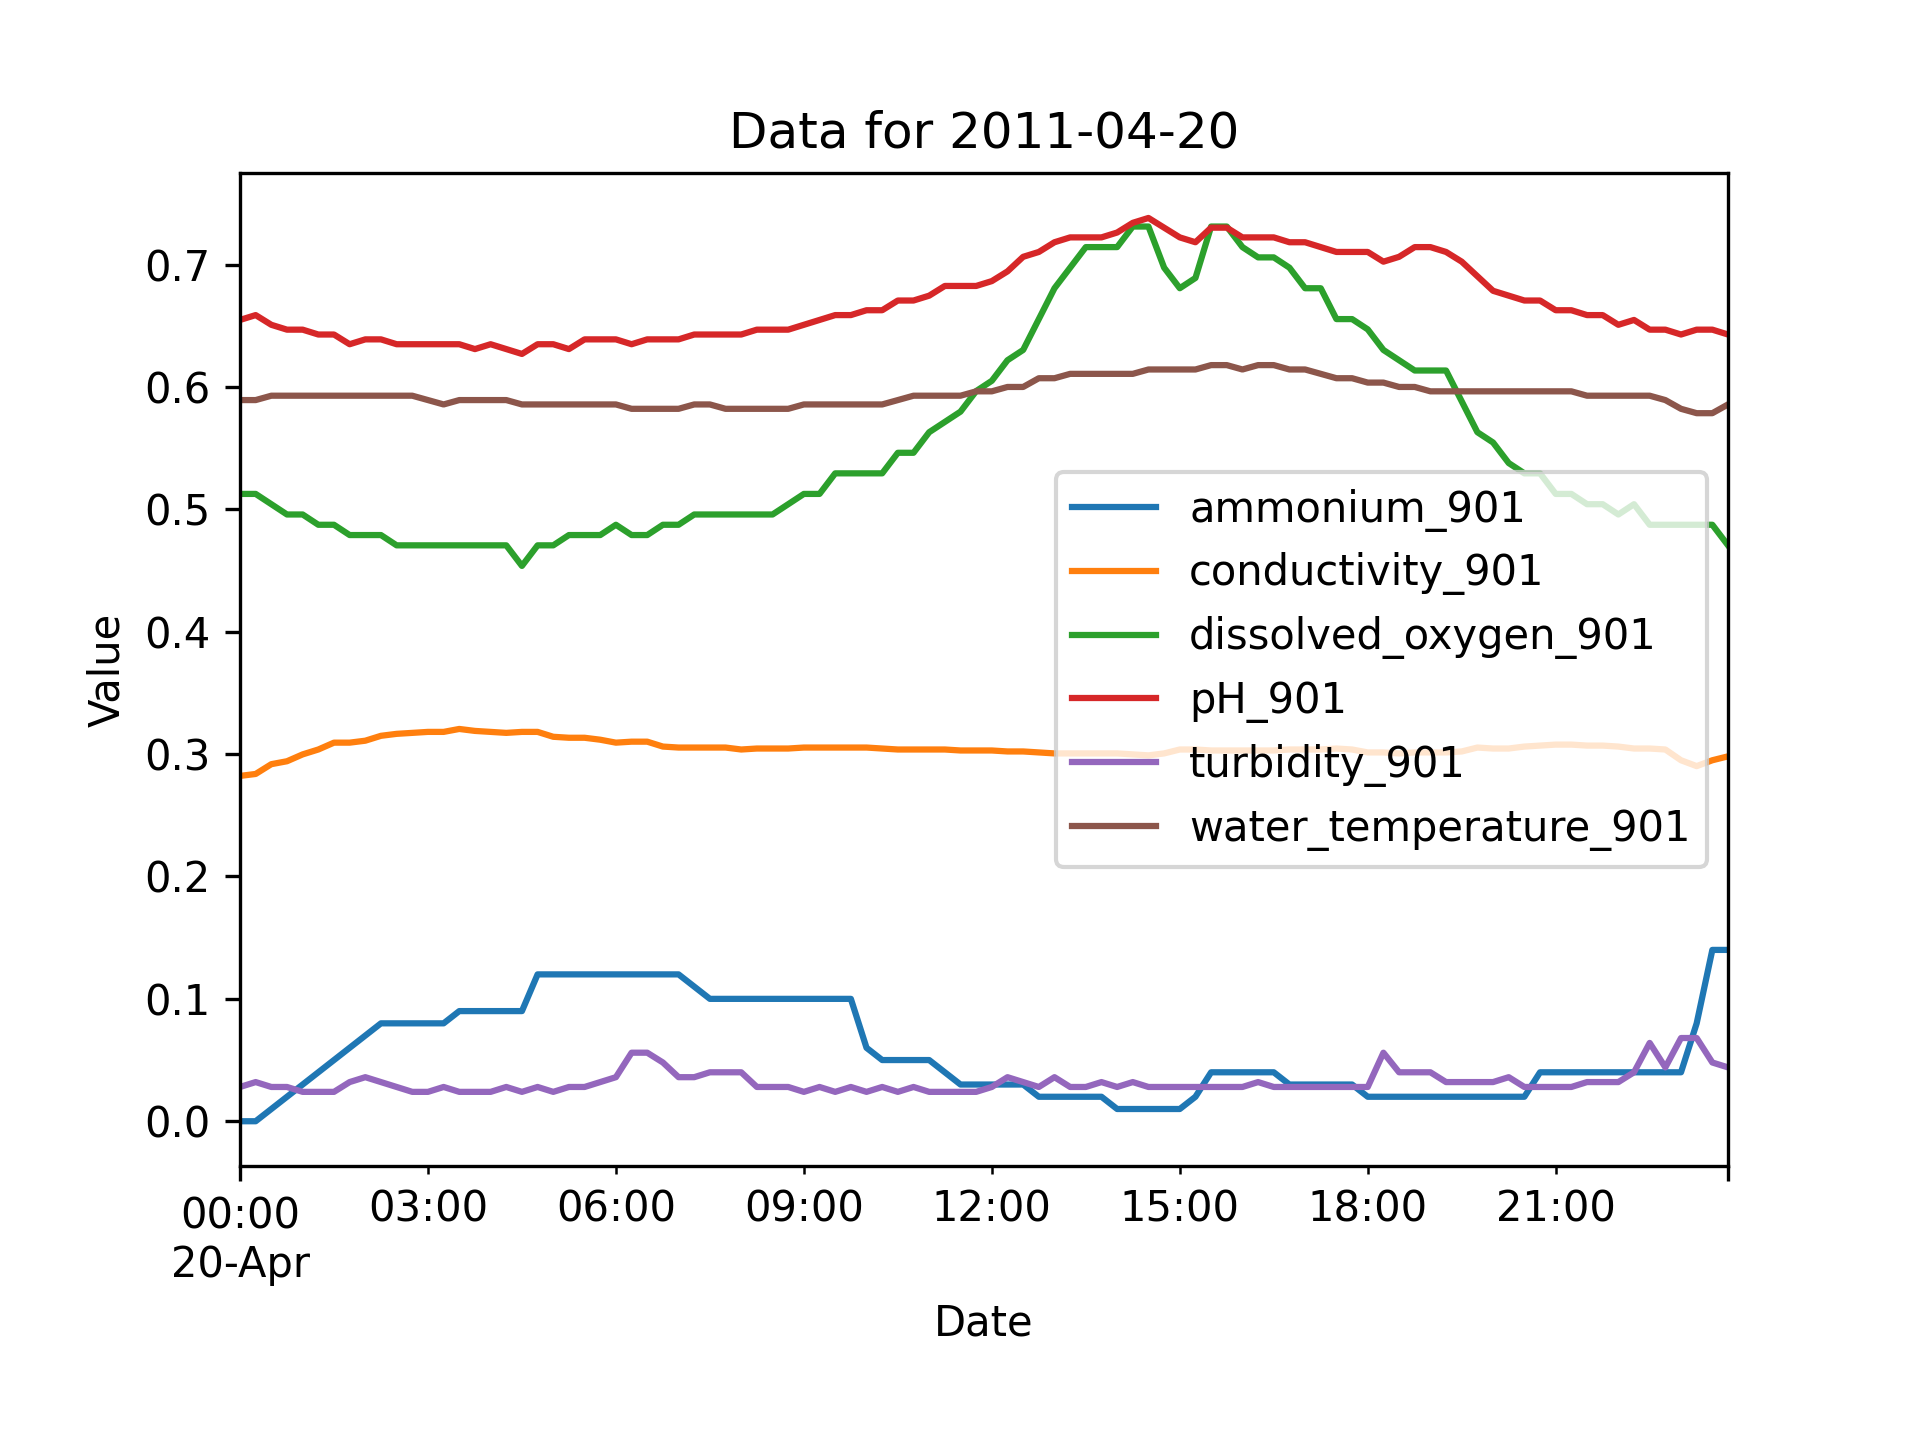 Data for 2011-04-20
Value
0.7
0.6
0.5
0.4
0.3
0.2
0.1
0.0
ammonium_901
conductivity_901
dissolved_oxygen_901
pH_901
turbidity_901
water_temperature_901
00:00 03:00 06:00 09:00 12:00 15:00 18:00 21:00
20-Apr
Date